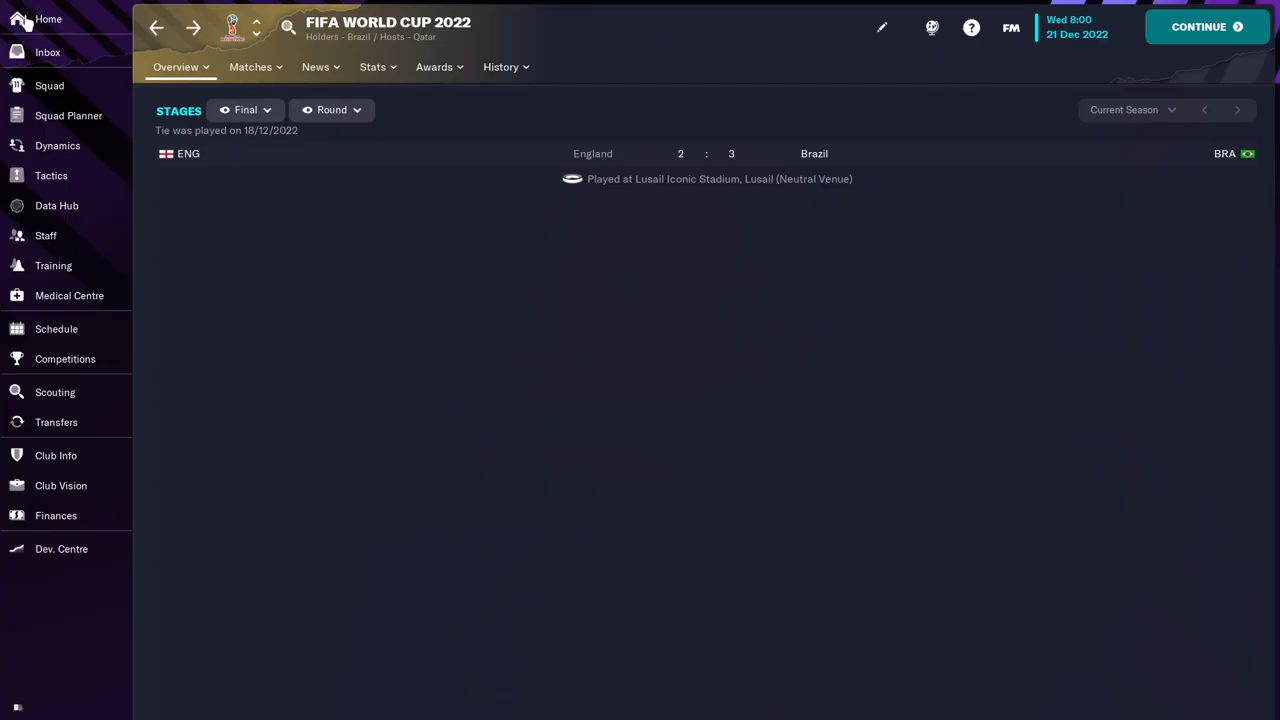 Home
Inbox
Squad
Squad Planner
Dynamics
Tactics
Data Hub
Staff
Training
Medical Centre
Schedule
Competitions
Scouting
Transfers
Club Info
Club Vision
Finances
Dev. Centre
FIFA WORLD CUP 2022
Holders - Brazil / Hosts - Qatar
? FM
Wed 8:00
21 Dec 2022
CONTINUE
Overview Matches News Stats Awards History
STAGES Final Round Current Season
Tie was played on 18/12/2022
ENG England 2 : 3 Brazil BRA
Played at Lusail Iconic Stadium, Lusail (Neutral Venue)